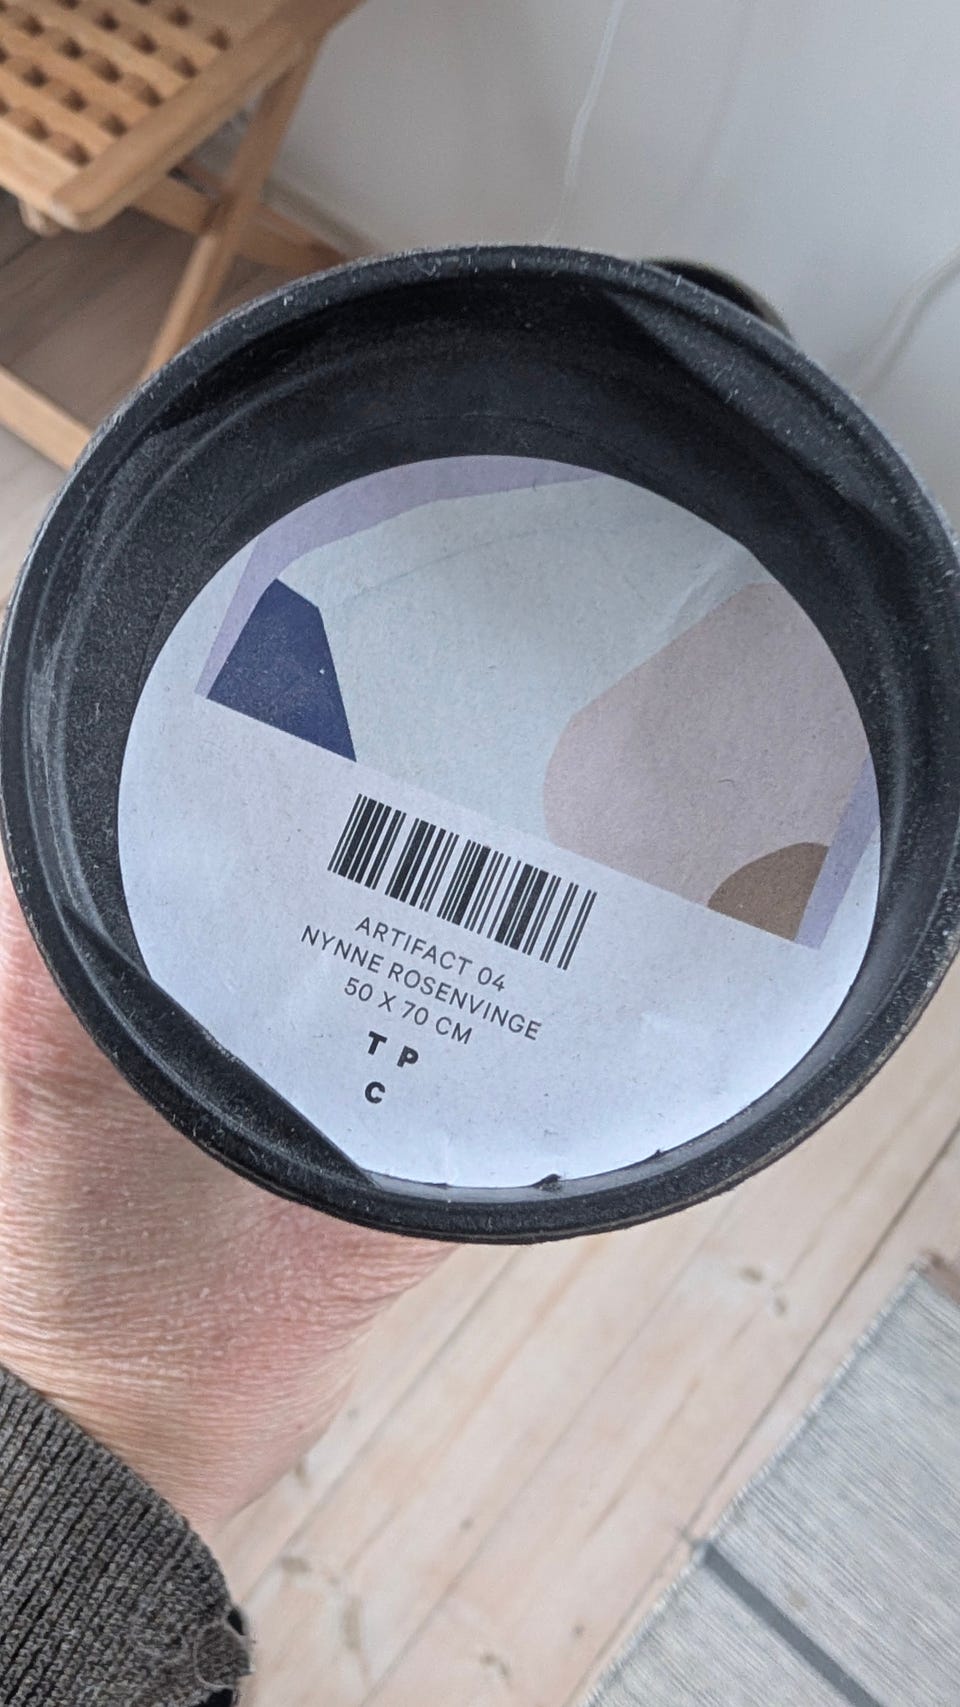 ARTIFACT 04
NYNNE ROSENVINGE
50 X 70 CM
T P
C